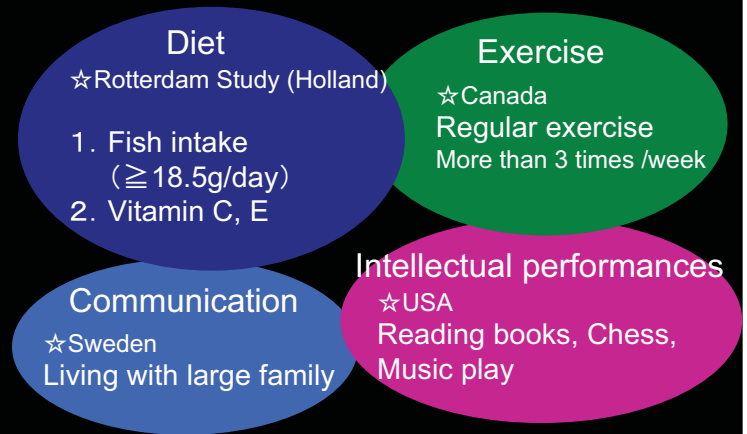 Diet
☆Rotterdam Study (Holland)
１. Fish intake
（≧18.5g/day）
２. Vitamin C, E
Exercise
☆Canada
Regular exercise
More than 3 times /week
Communication
☆Sweden
Living with large family
Intellectual performances
☆USA
Reading books, Chess,
Music play